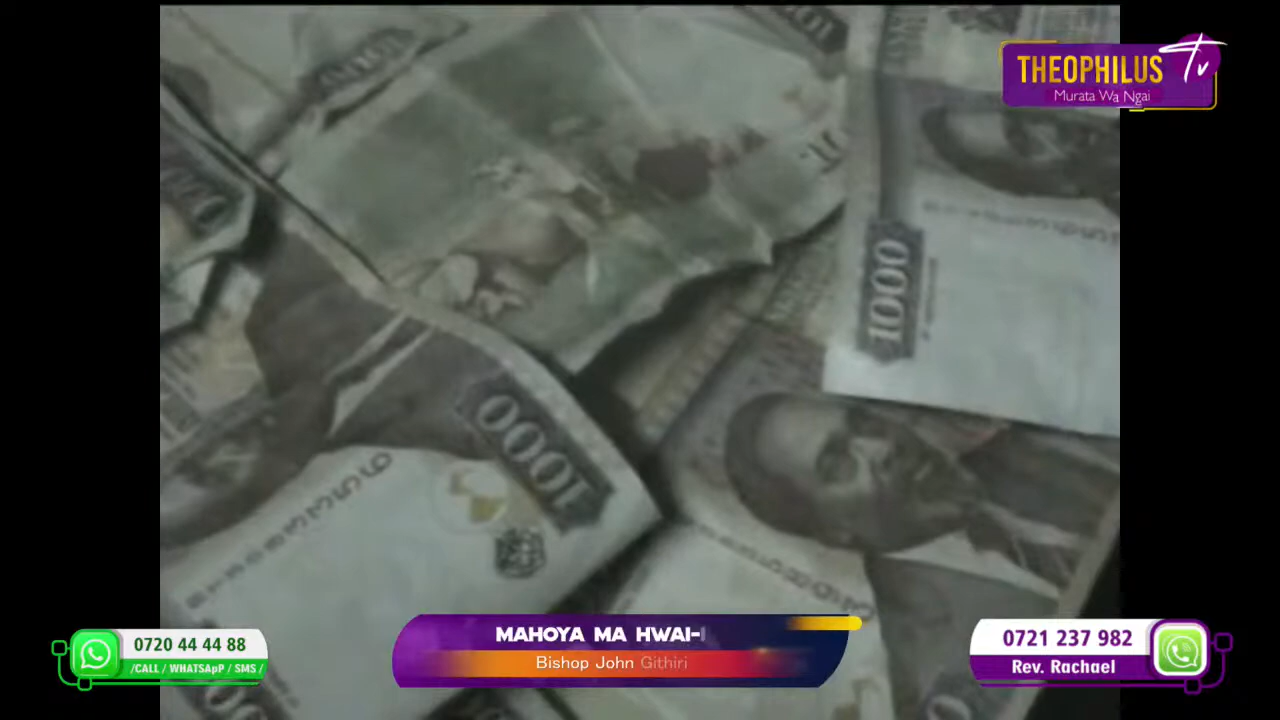 THEOPHILUS Tv
Murata Wa Ngai
1000
1000
1000
0720 44 44 88
/CALL / WHATSApP / SMS /
MAHOYA MA HWAI-
Bishop John Githiri
0721 237 982
Rev. Rachael